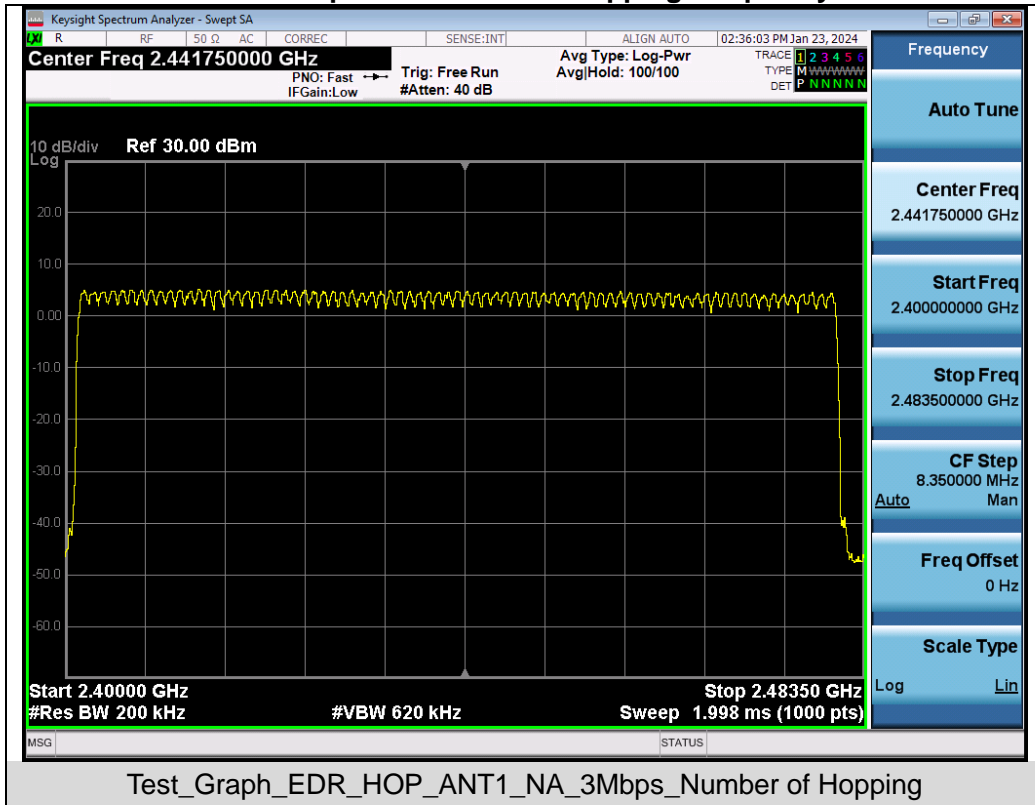 Keysight Spectrum Analyzer - Swept SA
LXI R RF 50 Ω AC CORREC SENSE:INT ALIGN AUTO 02:36:03 PM Jan 23, 2024
Center Freq 2.441750000 GHz
PNO: Fast
IFGain:Low
Trig: Free Run
#Atten: 40 dB
Avg Type: Log-Pwr
Avg|Hold: 100/100
TRACE 1 2 3 4 5 6
TYPE M WWWWW
DET P N N N N N
10 dB/div Ref 30.00 dBm
Log
20.0
10.0
0.00
-10.0
-20.0
-30.0
-40.0
-50.0
-60.0
Start 2.40000 GHz Stop 2.48350 GHz
#Res BW 200 kHz #VBW 620 kHz Sweep 1.998 ms (1000 pts)
MSG STATUS
Frequency
Auto Tune
Center Freq
2.441750000 GHz
Start Freq
2.400000000 GHz
Stop Freq
2.483500000 GHz
CF Step
8.350000 MHz
Auto Man
Freq Offset
0 Hz
Scale Type
Log Lin
Test_Graph_EDR_HOP_ANT1_NA_3Mbps_Number of Hopping